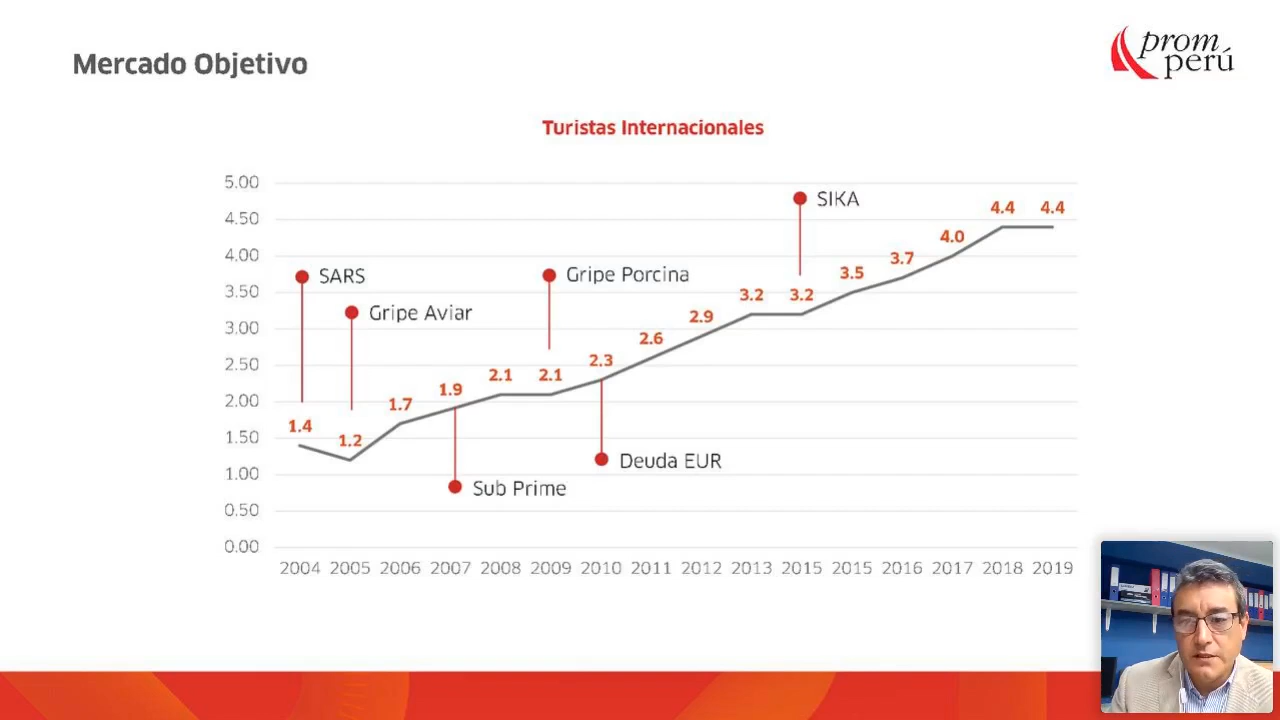 Mercado Objetivo
prom
perú
Turistas Internacionales
5.00
4.50
4.00
3.50
3.00
2.50
2.00
1.50
1.00
0.50
0.00
SARS
Gripe Aviar
Gripe Porcina
SIKA
Sub Prime
Deuda EUR
1.4
1.2
1.7
1.9
2.1
2.1
2.3
2.6
2.9
3.2
3.2
3.5
3.7
4.0
4.4
4.4
2004 2005 2006 2007 2008 2009 2010 2011 2012 2013 2015 2015 2016 2017 2018 2019